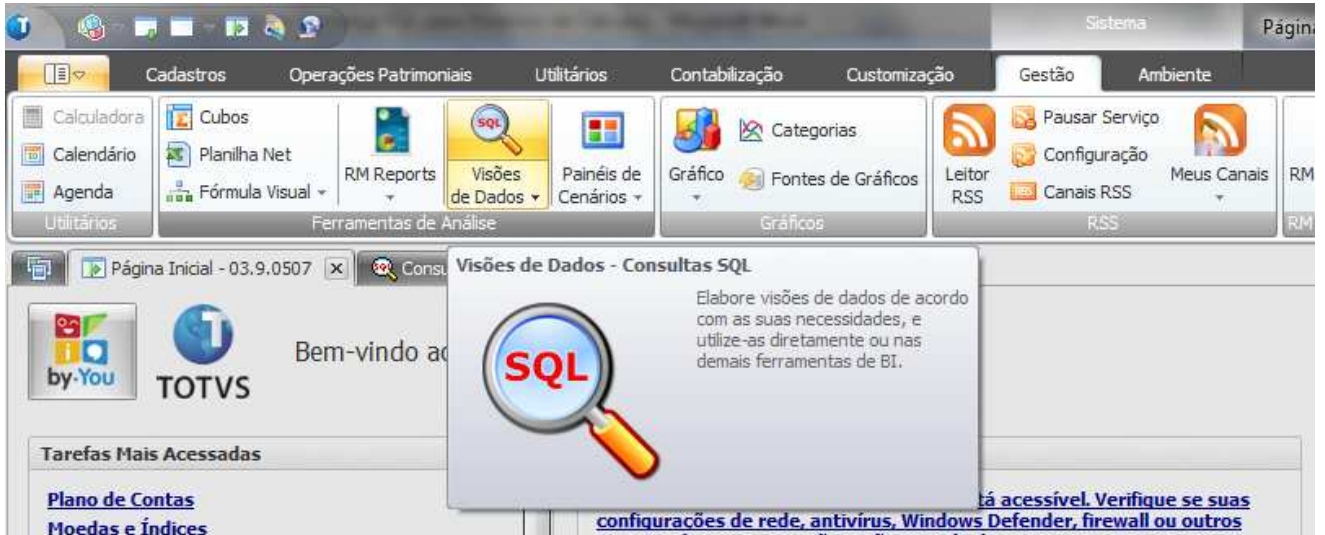 Sistema
Página
Cadastros Operações Patrimoniais Utilitários Contabilização Customização Gestão Ambiente
Calculadora
Calendário
Agenda
Utilitários
Cubos
Planilha Net
Fórmula Visual
RM Reports
SQL
Visões
de Dados
Painéis de
Cenários
Ferramentas de Análise
Gráfico
Categorias
Fontes de Gráficos
Gráficos
Leitor
RSS
Pausar Serviço
Configuração
Canais RSS
Meus Canais
RSS
RM
RM
Página Inicial - 03.9.0507
Visões de Dados - Consultas SQL
SQL
Elabore visões de dados de acordo
com as suas necessidades, e
utilize-as diretamente ou nas
demais ferramentas de BI.
by·You
TOTVS
Bem-vindo
Tarefas Mais Acessadas
Plano de Contas
Moedas e Índices
acessível. Verifique se suas
configurações de rede, antivírus, Windows Defender, firewall ou outros